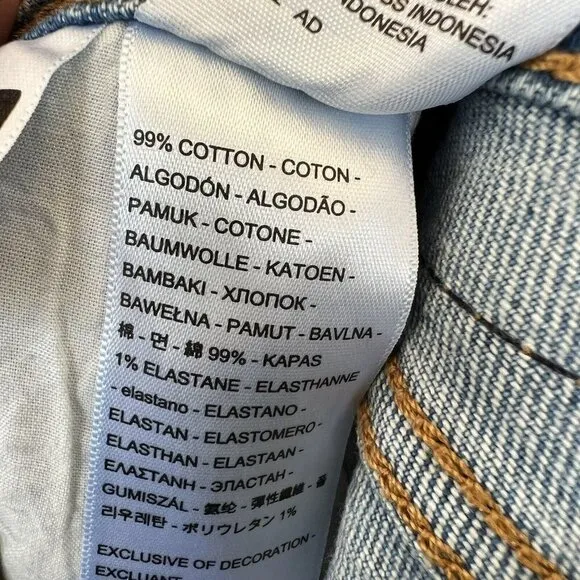 OLEH:
SS INDONESIA
INDONESIA
AD
99% COTTON - COTON -
ALGODÓN - ALGODÃO -
PAMUK - COTONE -
BAUMWOLLE - KATOEN -
BAMBAKI - ХЛОПОК -
BAWEŁNA - PAMUT - BAVLNA -
棉 - 면 - 綿 99% - KAPAS
1% ELASTANE - ELASTHANNE
- elastano - ELASTANO -
ELASTAN - ELASTOMERO -
ELASTHAN - ELASTAAN -
ΕΛΑΣΤΑΝΗ - ЭЛАСТАН -
GUMISZÁL - 氨纶 - 彈性纖維 -
리우레탄 - ポリウレタン 1%
EXCLUSIVE OF DECORATION -